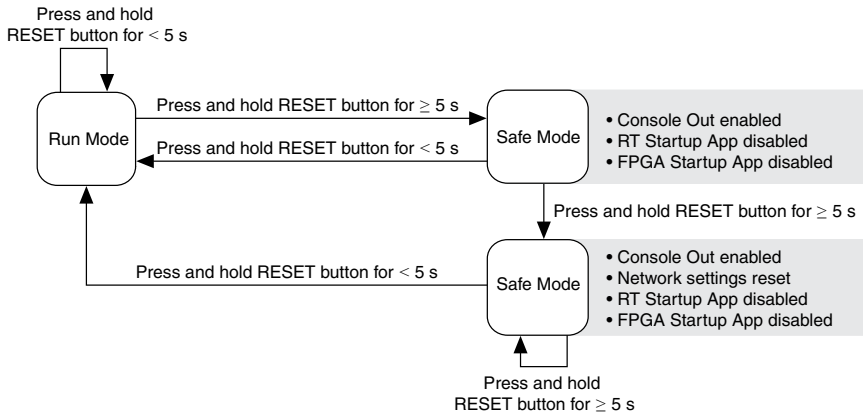 Press and hold
RESET button for < 5 s
Run Mode
Press and hold RESET button for ≥ 5 s
Press and hold RESET button for < 5 s
Safe Mode
• Console Out enabled
• RT Startup App disabled
• FPGA Startup App disabled
Press and hold RESET button for ≥ 5 s
Press and hold RESET button for < 5 s
Safe Mode
• Console Out enabled
• Network settings reset
• RT Startup App disabled
• FPGA Startup App disabled
Press and hold
RESET button for ≥ 5 s